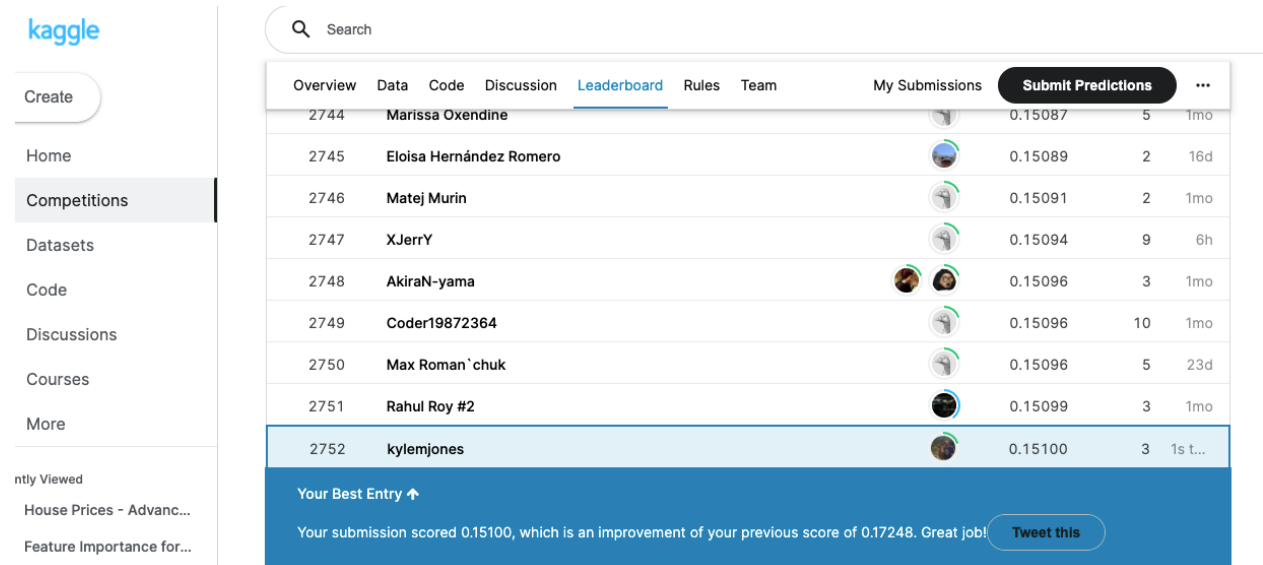 kaggle
Search
Create
Overview Data Code Discussion Leaderboard Rules Team My Submissions Submit Predictions ...
2744 Marissa Oxendine 0.15087 5 1mo
Home
2745 Eloisa Hernández Romero 0.15089 2 16d
Competitions
2746 Matej Murin 0.15091 2 1mo
Datasets
2747 XJerrY 0.15094 9 6h
Code
2748 AkiraN-yama 0.15096 3 1mo
Discussions
2749 Coder19872364 0.15096 10 1mo
Courses
2750 Max Roman`chuk 0.15096 5 23d
More
2751 Rahul Roy #2 0.15099 3 1mo
2752 kylemjones 0.15100 3 1s t...
ntly Viewed
Your Best Entry ↑
House Prices - Advanc...
Your submission scored 0.15100, which is an improvement of your previous score of 0.17248. Great job! Tweet this
Feature Importance for...